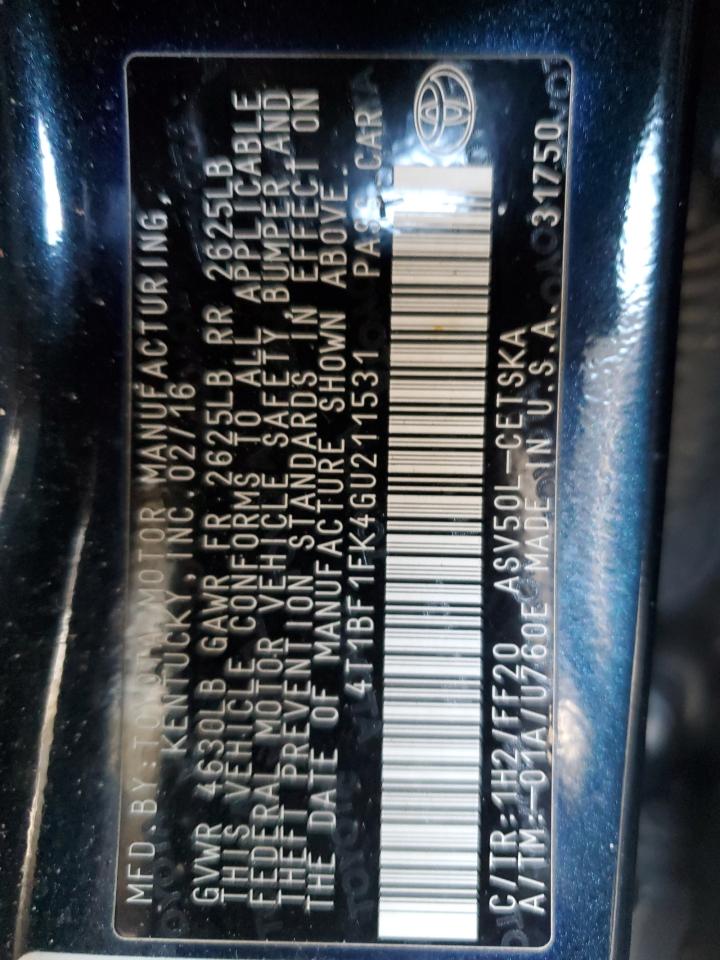 MFD.BY:TOYOTA MOTOR MANUFACTURING,
KENTUCKY, INC. 02/16
GVWR 4630LB GAWR FR 2625LB RR 2625LB
THIS VEHICLE CONFORMS TO ALL APPLICABLE
FEDERAL MOTOR VEHICLE SAFETY, BUMPER, AND
THEFT PREVENTION STANDARDS IN EFFECT ON
THE DATE OF MANUFACTURE SHOWN ABOVE.
4T1BF1FK4GU211531 PASS CAR
C/TR:1H2/FF20 ASV50L-CETSKA
A/TM:-01A/U760E MADE IN U.S.A. 31750